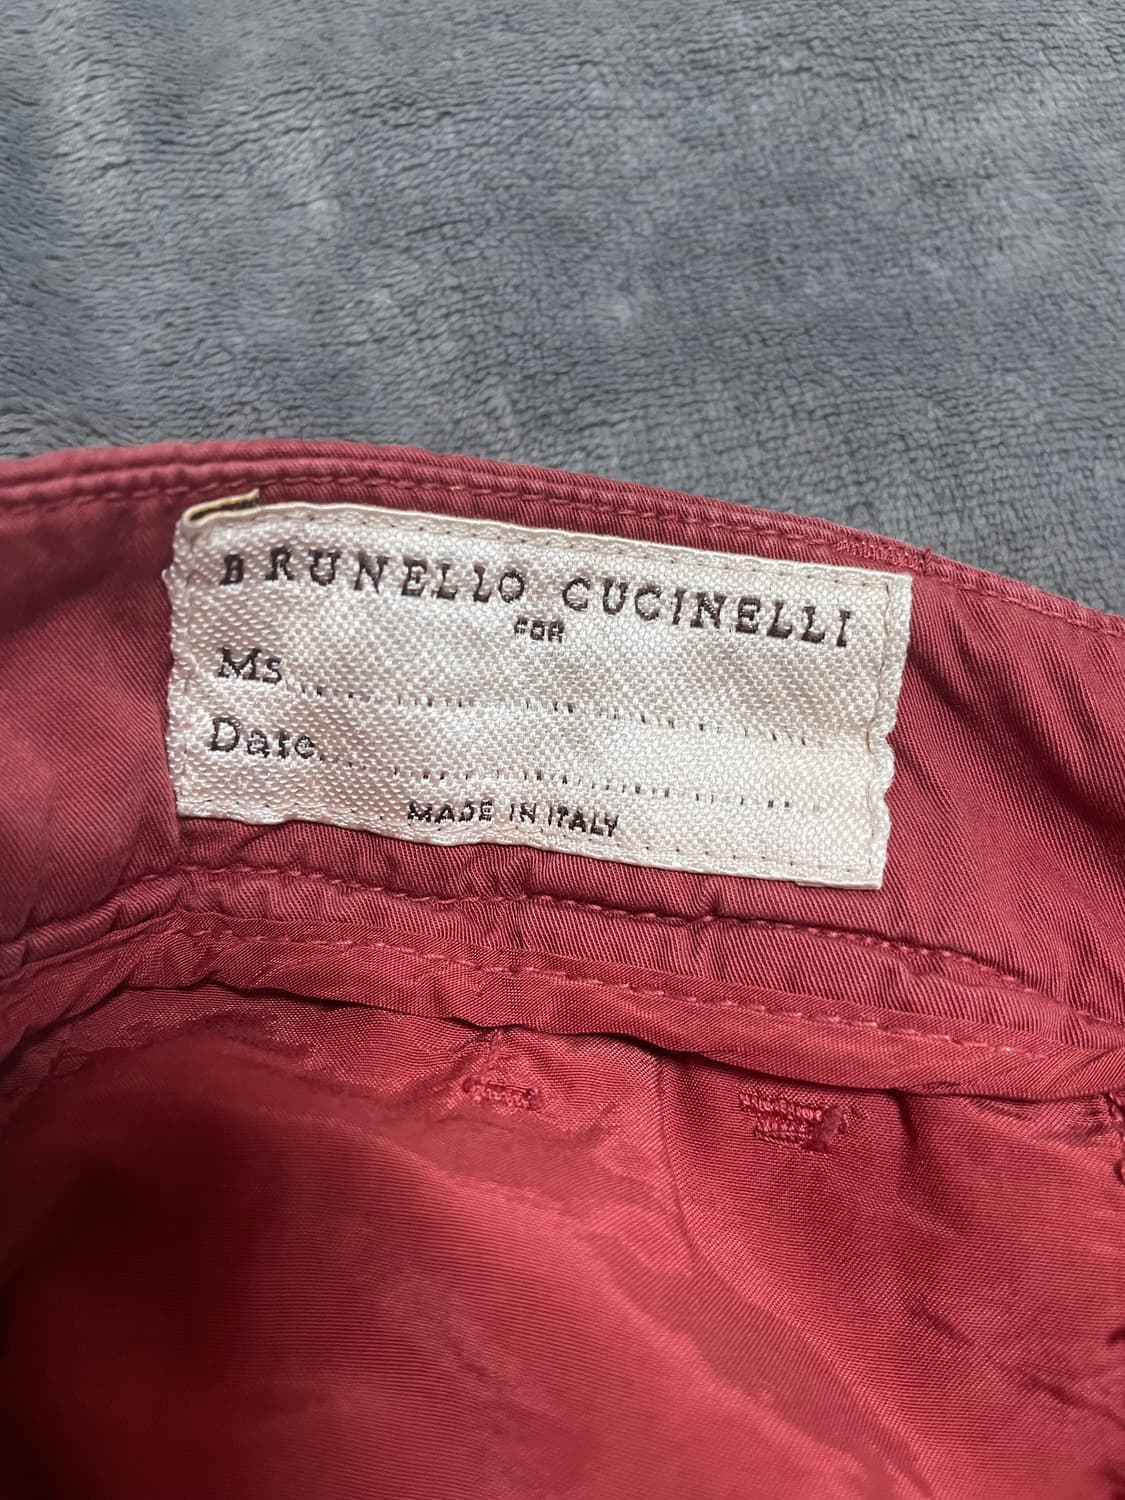 BRUNELLO CUCINELLI
FOR
Ms..............................
Date..............................
MADE IN ITALY